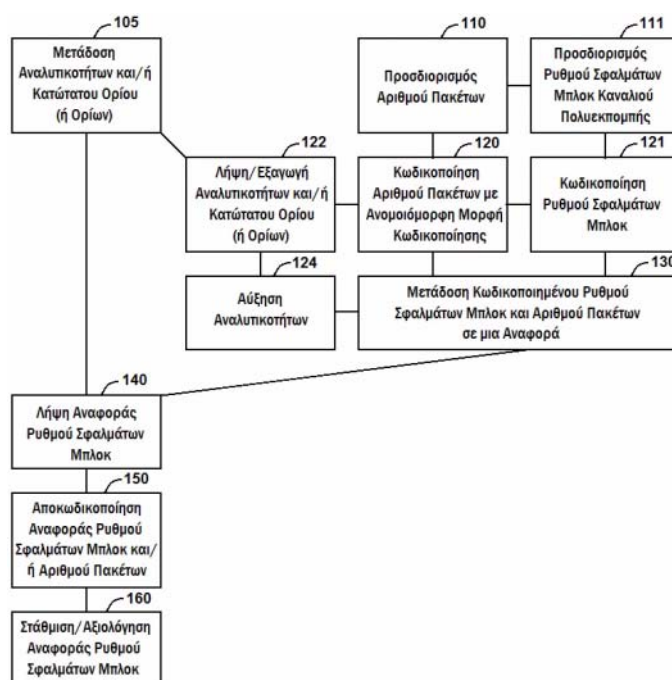 105
Μετάδοση
Αναλυτικοτήτων και/ή
Κατώτατου Ορίου
(ή Ορίων)
110
Προσδιορισμός
Αριθμού Πακέτων
111
Προσδιορισμός
Ρυθμού Σφαλμάτων
Μπλοκ Καναλιού
Πολυεκπομπής
122
Λήψη/Εξαγωγή
Αναλυτικοτήτων και/ή
Κατώτατου Ορίου
(ή Ορίων)
120
Κωδικοποίηση
Αριθμού Πακέτων με
Ανομοιόμορφη Μορφή
Κωδικοποίησης
121
Κωδικοποίηση
Ρυθμού Σφαλμάτων
Μπλοκ
124
Αύξηση
Αναλυτικοτήτων
130
Μετάδοση Κωδικοποιημένου Ρυθμού
Σφαλμάτων Μπλοκ και Αριθμού Πακέτων
σε μια Αναφορά
140
Λήψη Αναφοράς
Ρυθμού Σφαλμάτων
Μπλοκ
150
Αποκωδικοποίηση
Αναφοράς Ρυθμού
Σφαλμάτων Μπλοκ και/
ή Αριθμού Πακέτων
160
Στάθμιση/Αξιολόγηση
Αναφοράς Ρυθμού
Σφαλμάτων Μπλοκ